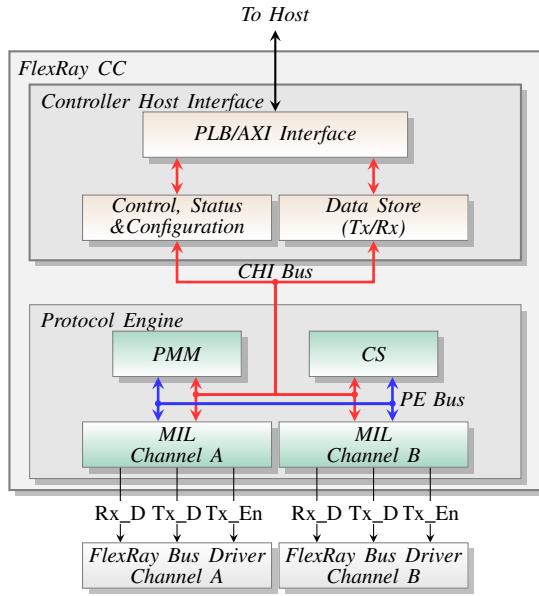 To Host
FlexRay CC
Controller Host Interface
PLB/AXI Interface
Control, Status
&Configuration
Data Store
(Tx/Rx)
CHI Bus
Protocol Engine
PMM
CS
PE Bus
MIL
Channel A
MIL
Channel B
Rx_D Tx_D Tx_En Rx_D Tx_D Tx_En
FlexRay Bus Driver
Channel A
FlexRay Bus Driver
Channel B